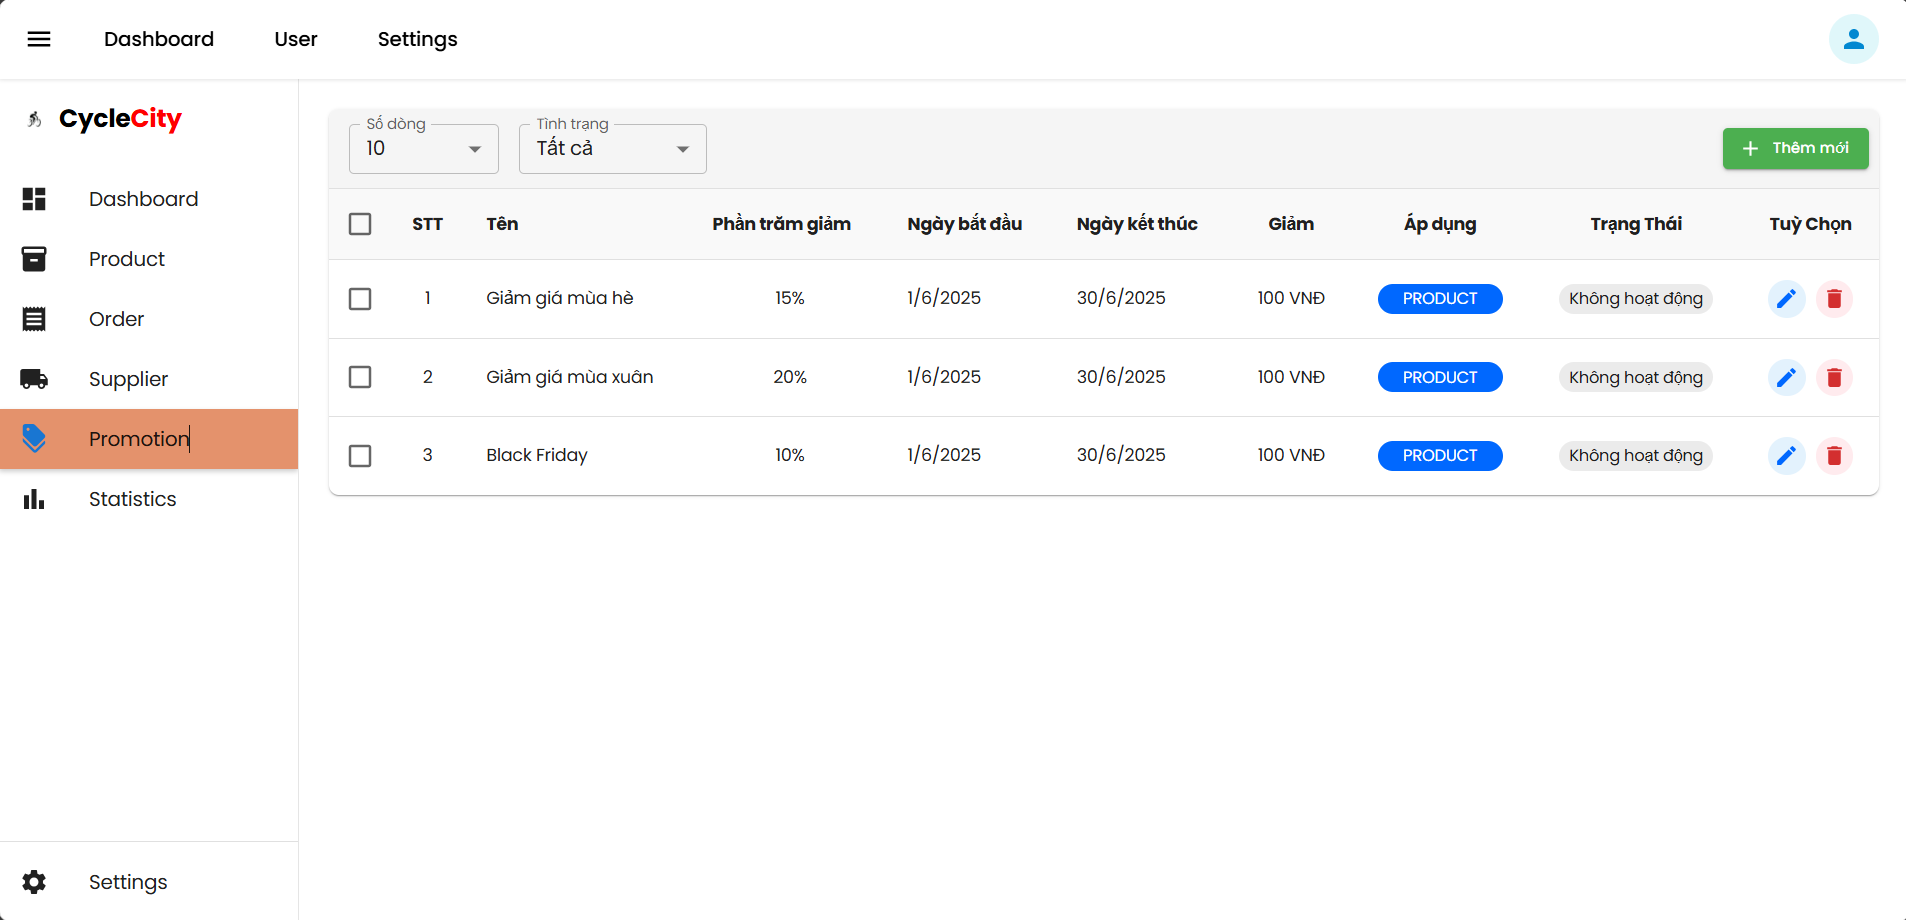 Dashboard User Settings
CycleCity
Dashboard
Product
Order
Supplier
Promotion
Statistics
Settings
Số dòng
10
Tình trạng
Tất cả
Thêm mới
STT Tên Phần trăm giảm Ngày bắt đầu Ngày kết thúc Giảm Áp dụng Trạng Thái Tuỳ Chọn
1 Giảm giá mùa hè 15% 1/6/2025 30/6/2025 100 VNĐ PRODUCT Không hoạt động
2 Giảm giá mùa xuân 20% 1/6/2025 30/6/2025 100 VNĐ PRODUCT Không hoạt động
3 Black Friday 10% 1/6/2025 30/6/2025 100 VNĐ PRODUCT Không hoạt động